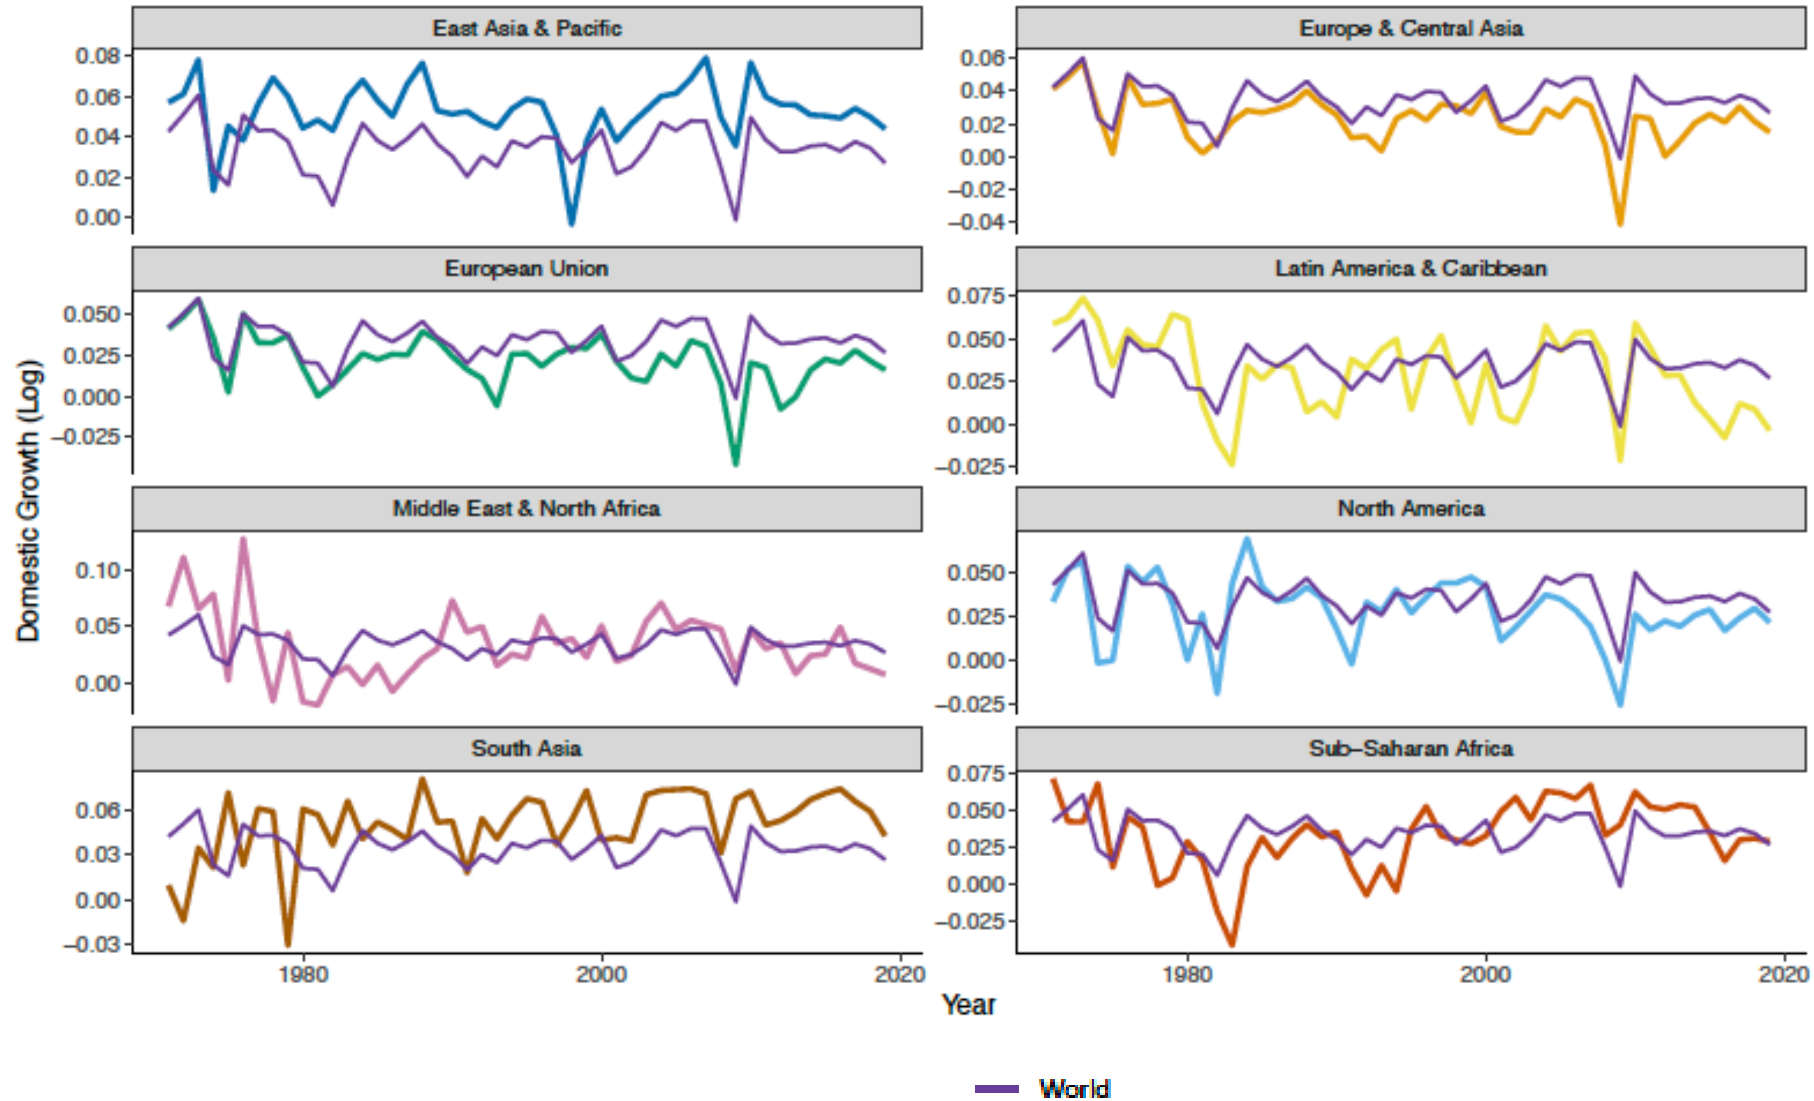 East Asia & Pacific
Europe & Central Asia
0.08
0.06
0.04
0.02
0.00
0.06
0.04
0.02
0.00
−0.02
−0.04
European Union
Latin America & Caribbean
0.050
0.025
0.000
−0.025
0.075
0.050
0.025
0.000
−0.025
Domestic Growth (Log)
Middle East & North Africa
North America
0.10
0.05
0.00
0.050
0.025
0.000
−0.025
South Asia
Sub−Saharan Africa
0.06
0.03
0.00
−0.03
0.075
0.050
0.025
0.000
−0.025
1980 2000 2020
1980 2000 2020
Year
World